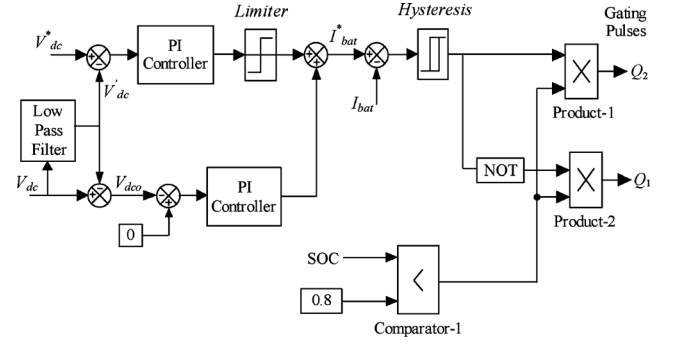 Limiter
Hysteresis
Gating
Pulses
V*dc
PI
Controller
I*bat
Q2
V'dc
Ibat
Product-1
Low
Pass
Filter
NOT
Q1
Vdc
Vdco
PI
Controller
Product-2
0
SOC
<
0.8
Comparator-1